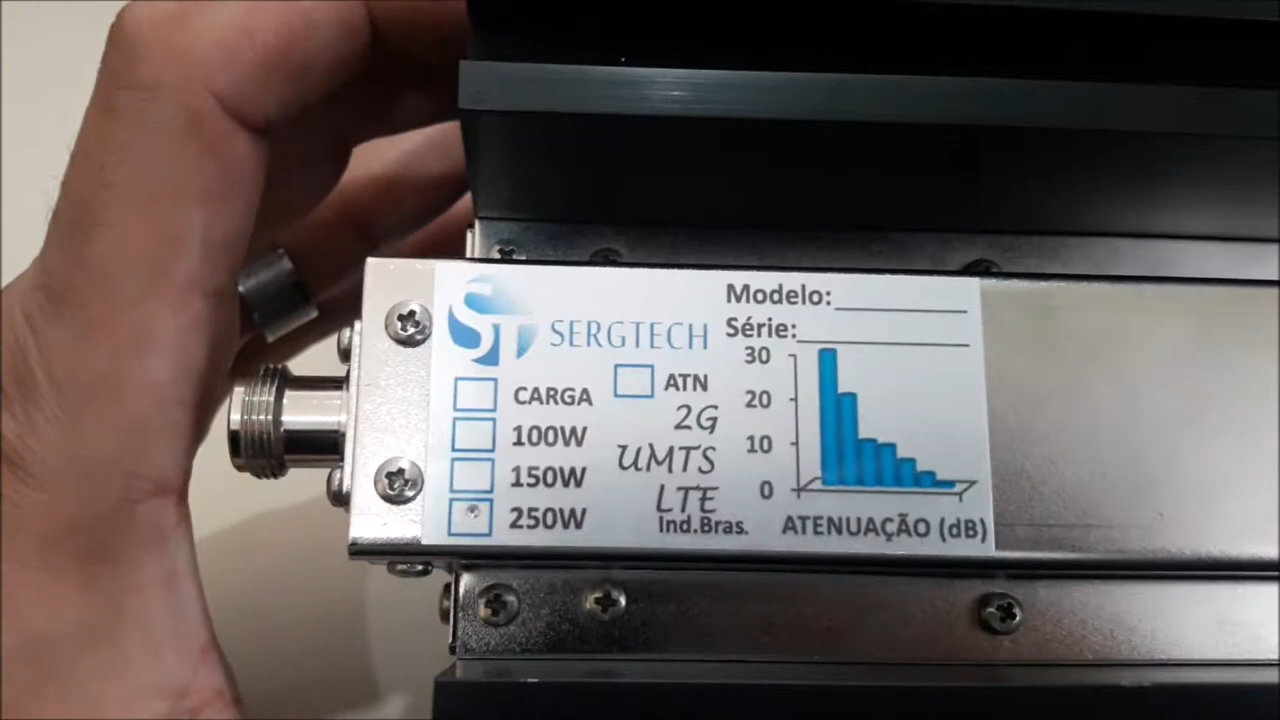 ST SERGTECH
Modelo:
Série:
CARGA
100W
150W
250W
ATN
2G
UMTS
LTE
Ind.Bras.
30
20
10
0
ATENUAÇÃO (dB)